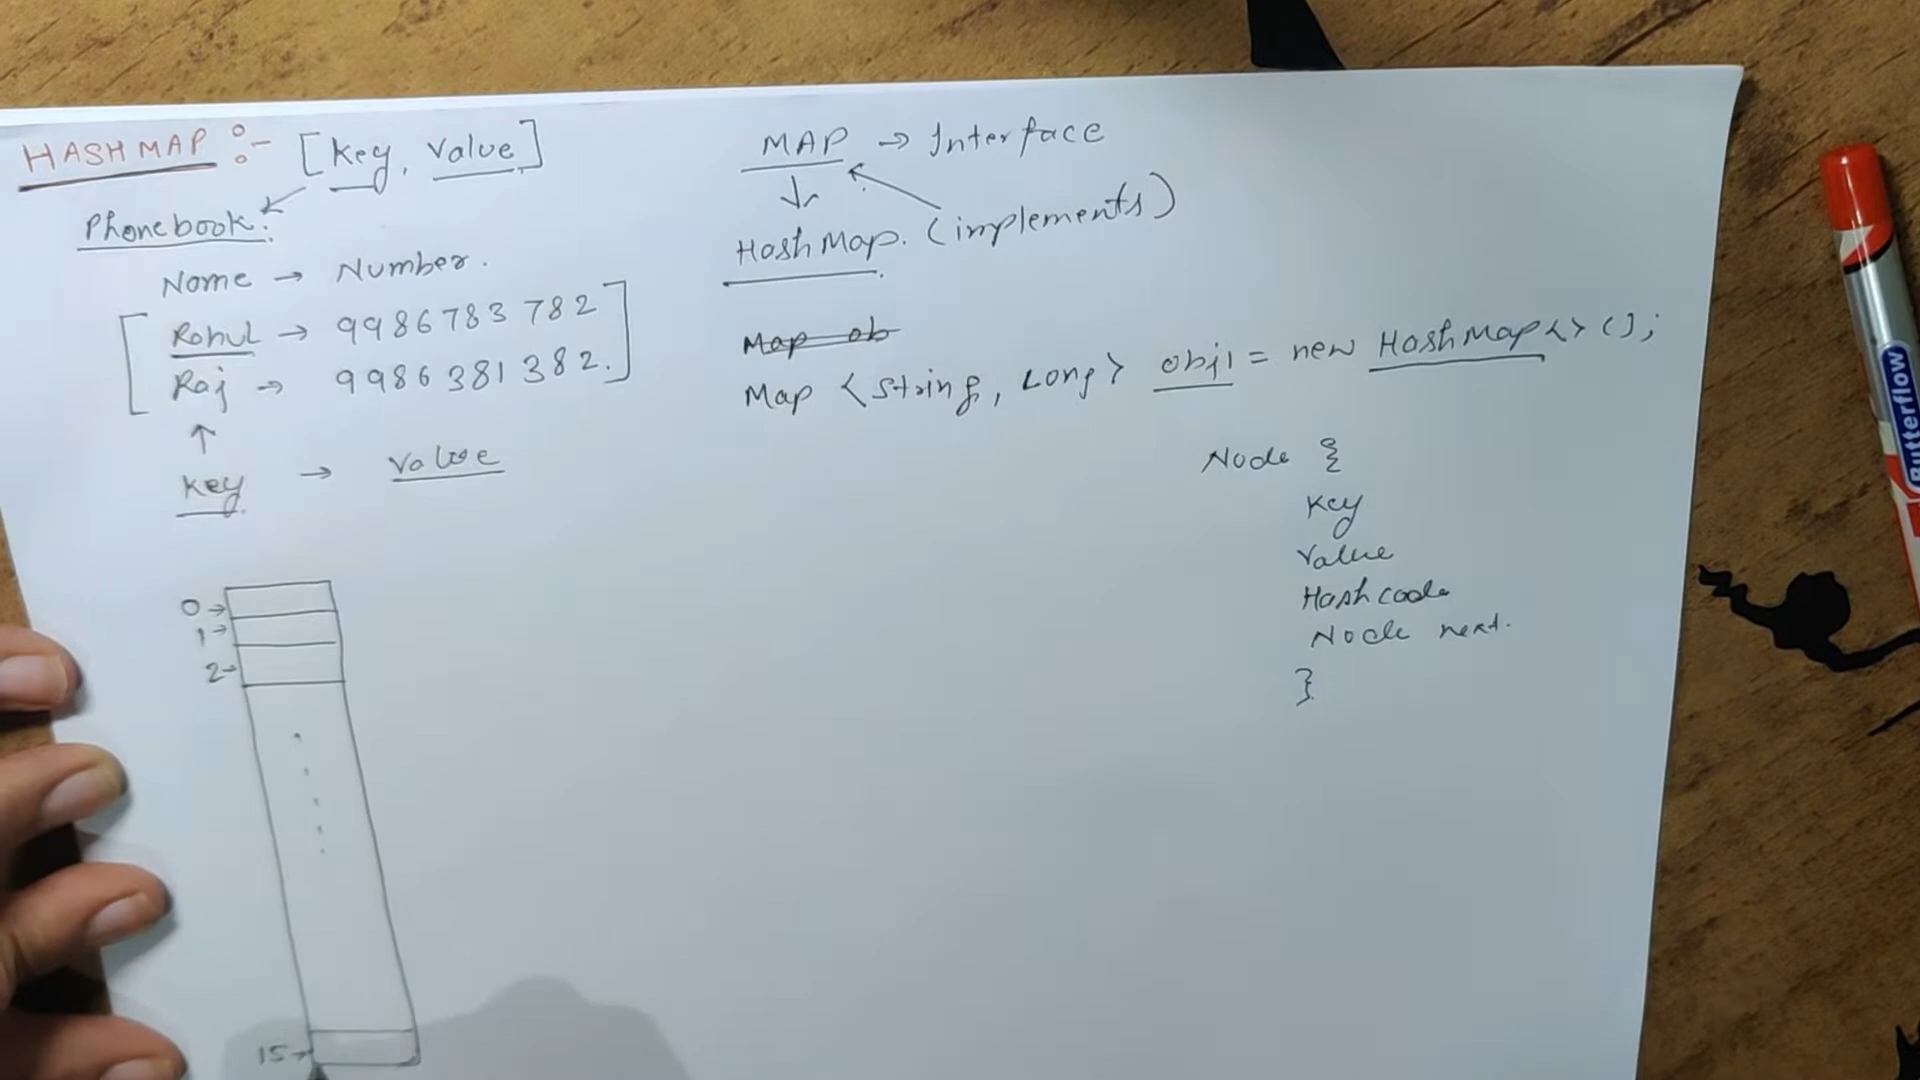 HASHMAP :- [Key, Value]
Phonebook:
Name → Number.
Rahul → 9986783782
Raj → 9986381382.
↑
Key → Value
0 →
1 →
2 →
15 →
MAP → Interface
HashMap. (implements)
Map ob
Map <String, Long> obj1 = new HashMap<>();
Node {
Key
Value
Hashcode
Node next.
}
Butterflow